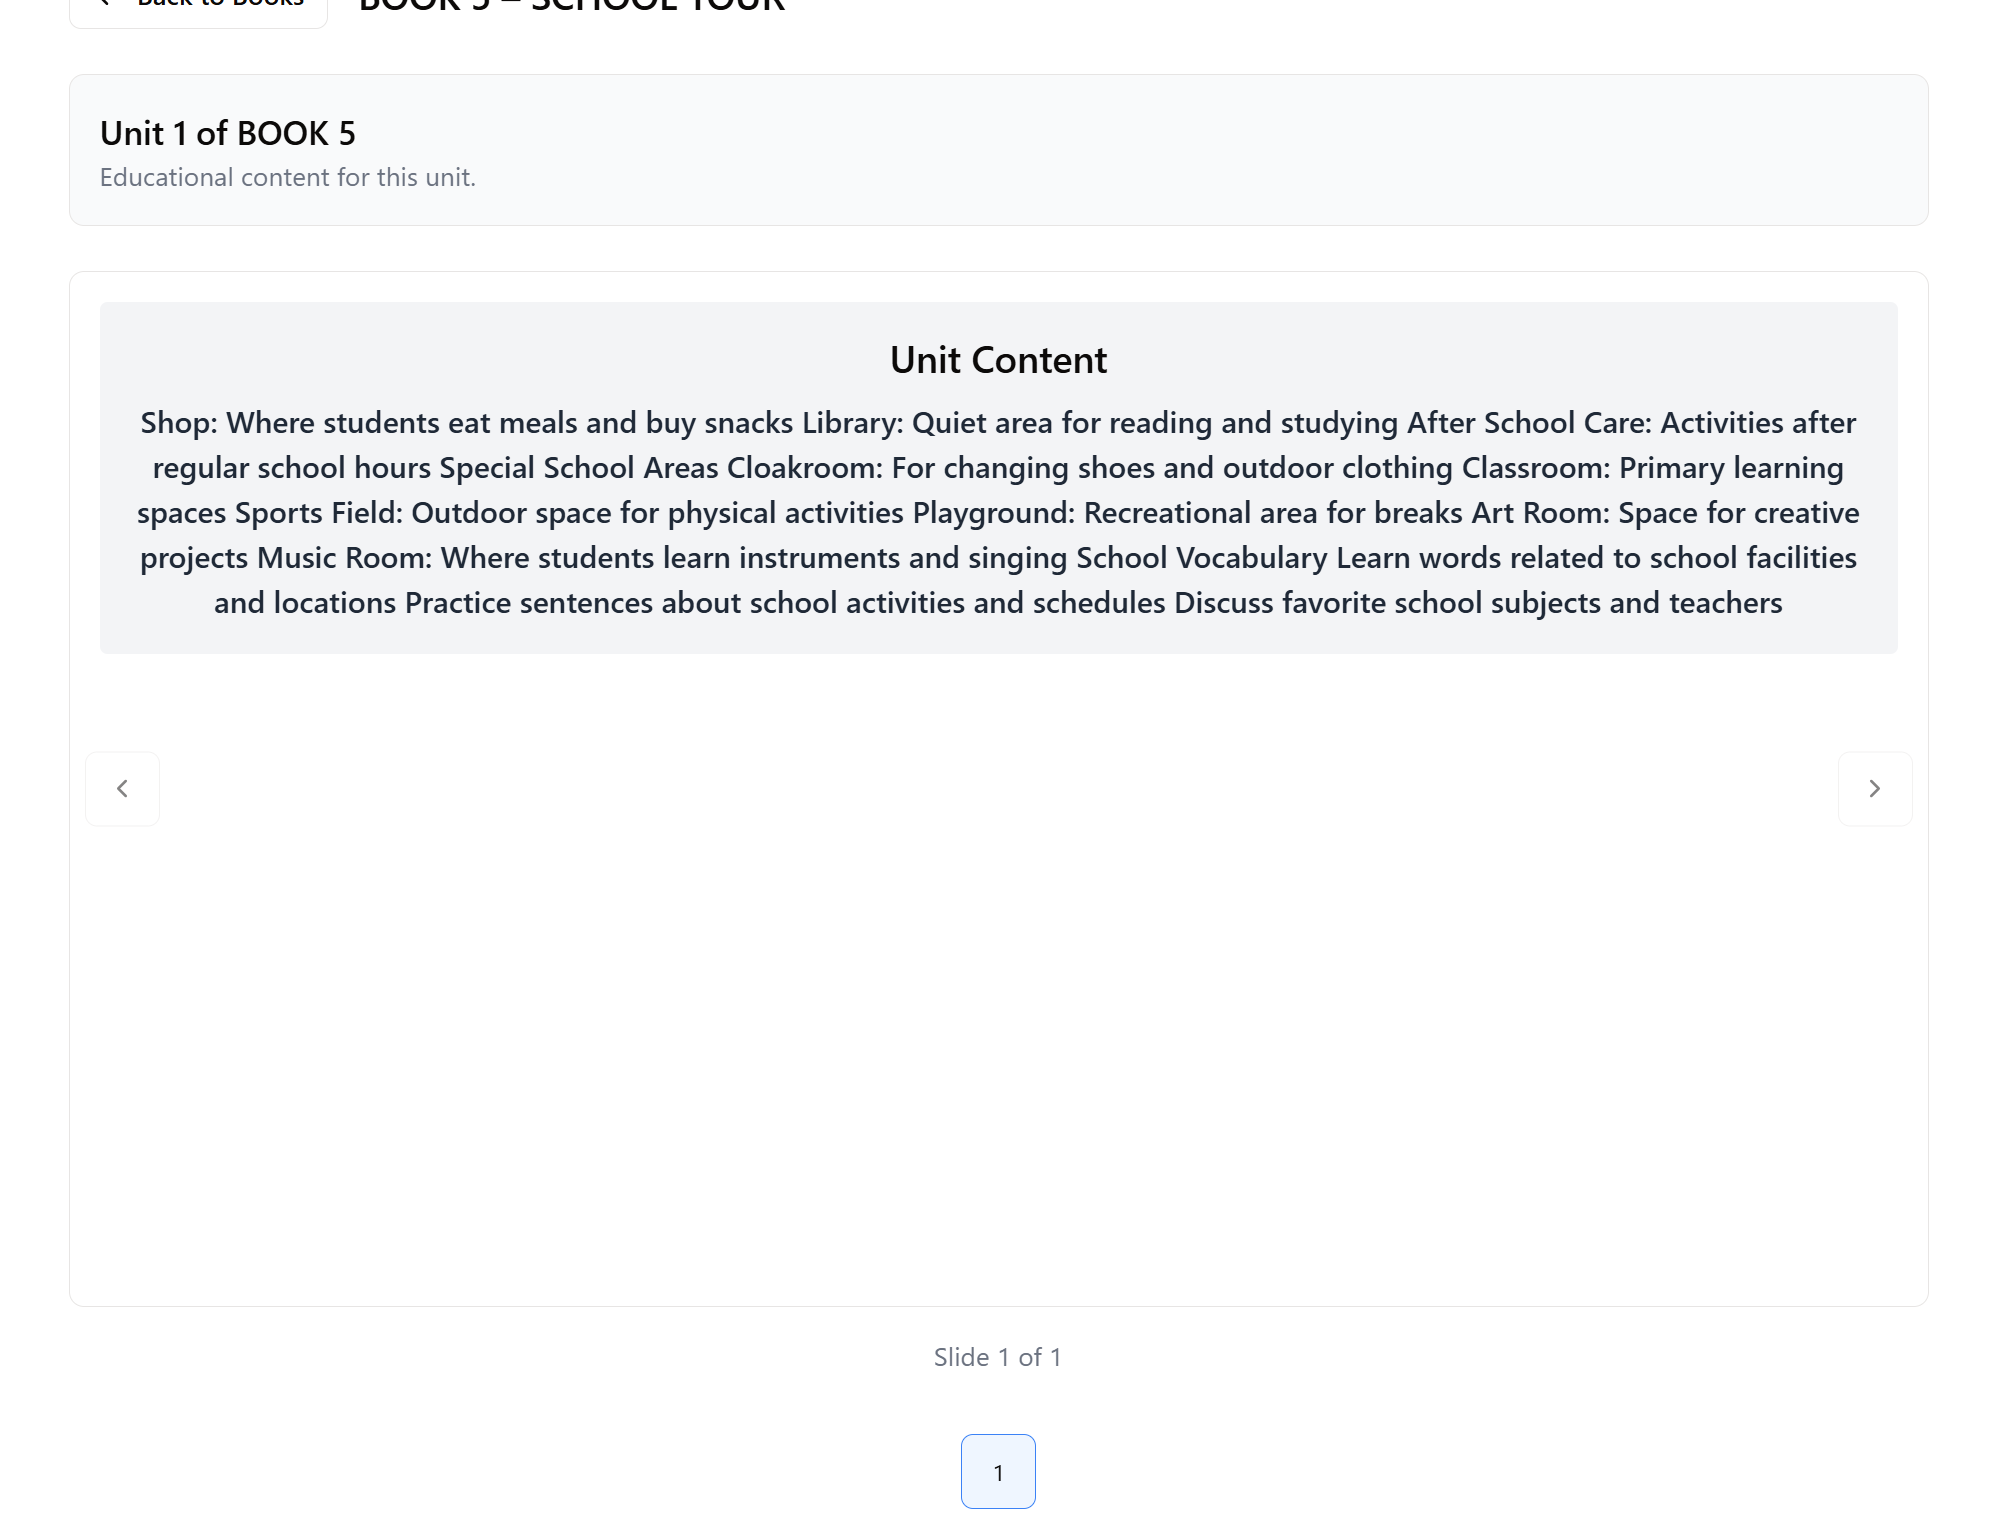 Back to Books
BOOK 5 – SCHOOL TOUR
Unit 1 of BOOK 5
Educational content for this unit.
Unit Content
Shop: Where students eat meals and buy snacks Library: Quiet area for reading and studying After School Care: Activities after
regular school hours Special School Areas Cloakroom: For changing shoes and outdoor clothing Classroom: Primary learning
spaces Sports Field: Outdoor space for physical activities Playground: Recreational area for breaks Art Room: Space for creative
projects Music Room: Where students learn instruments and singing School Vocabulary Learn words related to school facilities
and locations Practice sentences about school activities and schedules Discuss favorite school subjects and teachers
Slide 1 of 1
1